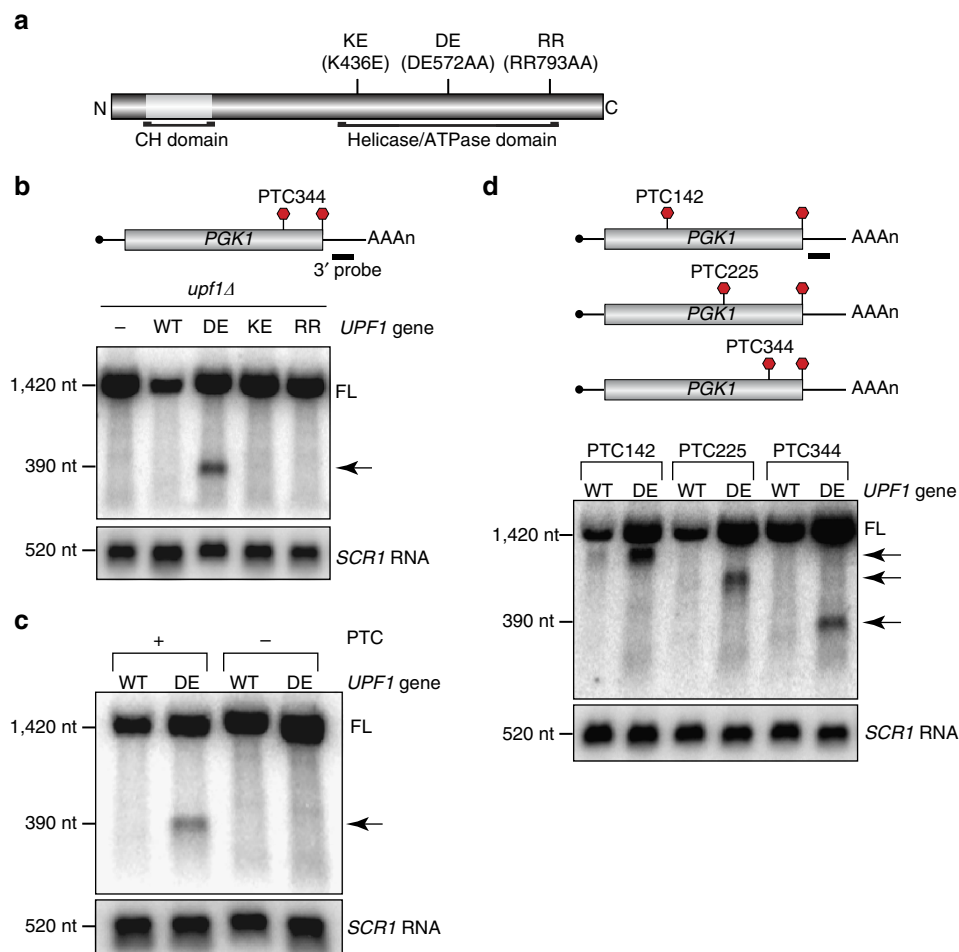 a
KE DE RR
(K436E) (DE572AA) (RR793AA)
N C
CH domain Helicase/ATPase domain
b
PTC344
PGK1 AAAn
3′ probe
upf1Δ
– WT DE KE RR UPF1 gene
1,420 nt FL
390 nt
520 nt SCR1 RNA
c
+ – PTC
WT DE WT DE UPF1 gene
1,420 nt FL
390 nt
520 nt SCR1 RNA
d
PTC142
PGK1 AAAn
PTC225
PGK1 AAAn
PTC344
PGK1 AAAn
PTC142 PTC225 PTC344
WT DE WT DE WT DE UPF1 gene
1,420 nt FL
390 nt
520 nt SCR1 RNA